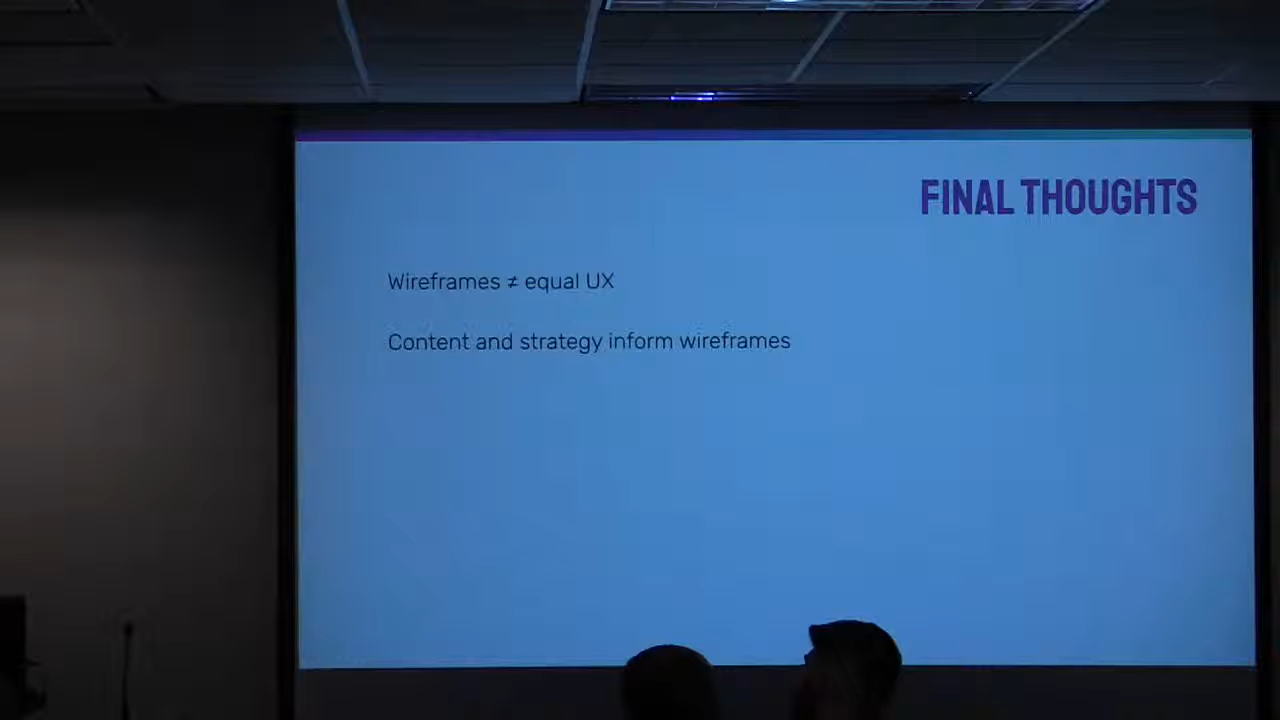 FINAL THOUGHTS
Wireframes ≠ equal UX
Content and strategy inform wireframes